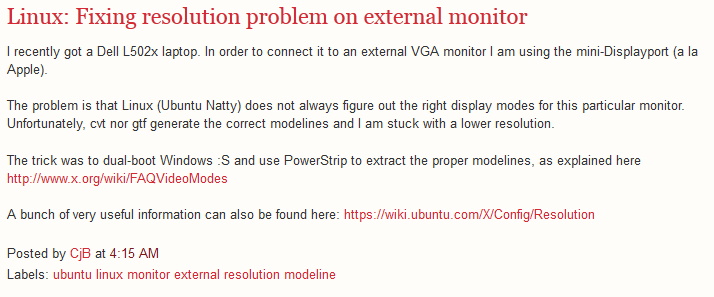 Linux: Fixing resolution problem on external monitor
I recently got a Dell L502x laptop. In order to connect it to an external VGA monitor I am using the mini-Displayport (a la
Apple).
The problem is that Linux (Ubuntu Natty) does not always figure out the right display modes for this particular monitor.
Unfortunately, cvt nor gtf generate the correct modelines and I am stuck with a lower resolution.
The trick was to dual-boot Windows :S and use PowerStrip to extract the proper modelines, as explained here
http://www.x.org/wiki/FAQVideoModes
A bunch of very useful information can also be found here: https://wiki.ubuntu.com/X/Config/Resolution
Posted by CjB at 4:15 AM
Labels: ubuntu linux monitor external resolution modeline